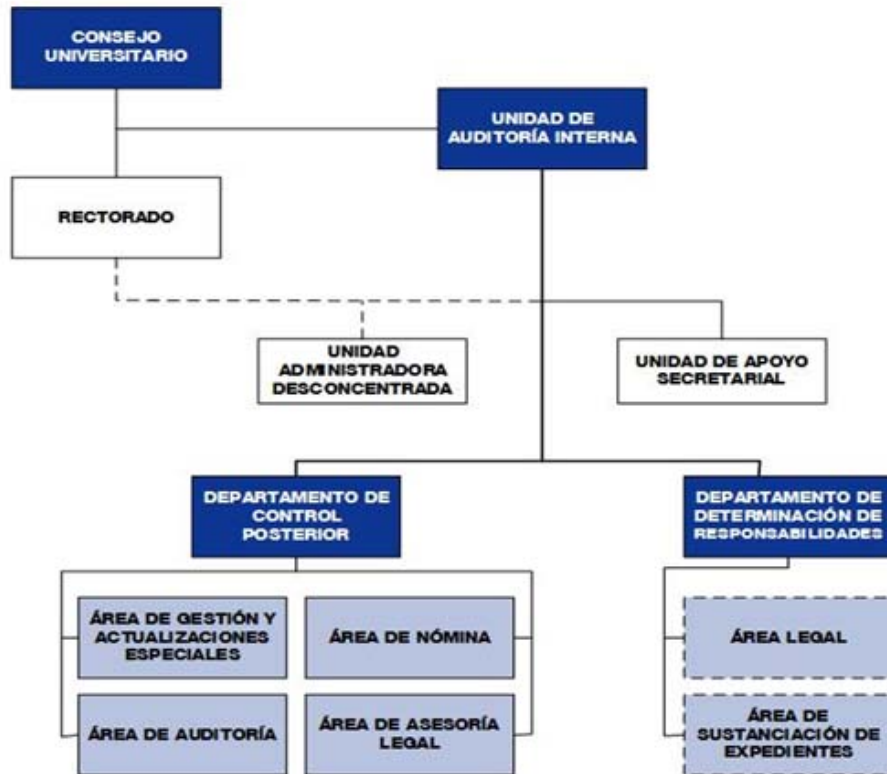 CONSEJO
UNIVERSITARIO
UNIDAD DE
AUDITORÍA INTERNA
RECTORADO
UNIDAD
ADMINISTRADORA
DESCONCENTRADA
UNIDAD DE APOYO
SECRETARIAL
DEPARTAMENTO DE
CONTROL
POSTERIOR
DEPARTAMENTO DE
DETERMINACIÓN DE
RESPONSABILIDADES
ÁREA DE GESTIÓN Y
ACTUALIZACIONES
ESPECIALES
ÁREA DE NÓMINA
ÁREA LEGAL
ÁREA DE AUDITORÍA
ÁREA DE ASESORÍA
LEGAL
ÁREA DE
SUSTANCIACIÓN DE
EXPEDIENTES